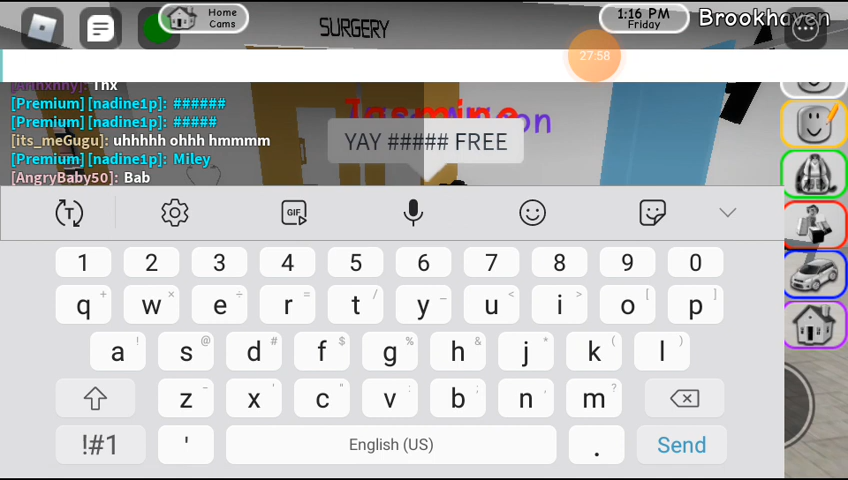 Home
Cams
SURGERY
1:16 PM
Friday
Brookhaven
27:58
Thx
[Premium] [nadine1p]: ######
[Premium] [nadine1p]: #####
[its_meGugu]: uhhhhh ohhh hmmmm
[Premium] [nadine1p]: Miley
[AngryBaby50]: Bab
Jasmine
YAY ##### FREE
T
GIF
1 2 3 4 5 6 7 8 9 0
q + w × e ÷ r = t / y _ u < i > o [ p ]
a ! s @ d # f $ g % h & j * k ( l )
z - x ' c " v : b ; n , m ?
!#1 ' English (US) . Send